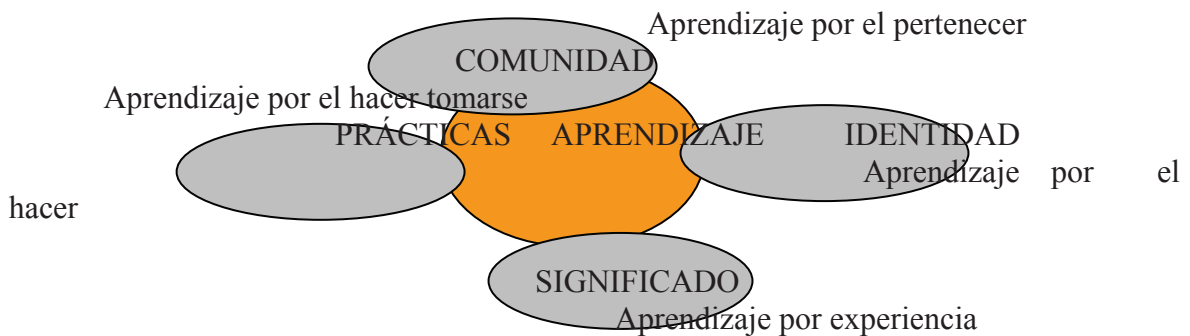 Aprendizaje por el pertenecer
COMUNIDAD
Aprendizaje por el hacer tomarse
PRÁCTICAS APRENDIZAJE IDENTIDAD
Aprendizaje por el
hacer
SIGNIFICADO
Aprendizaje por experiencia